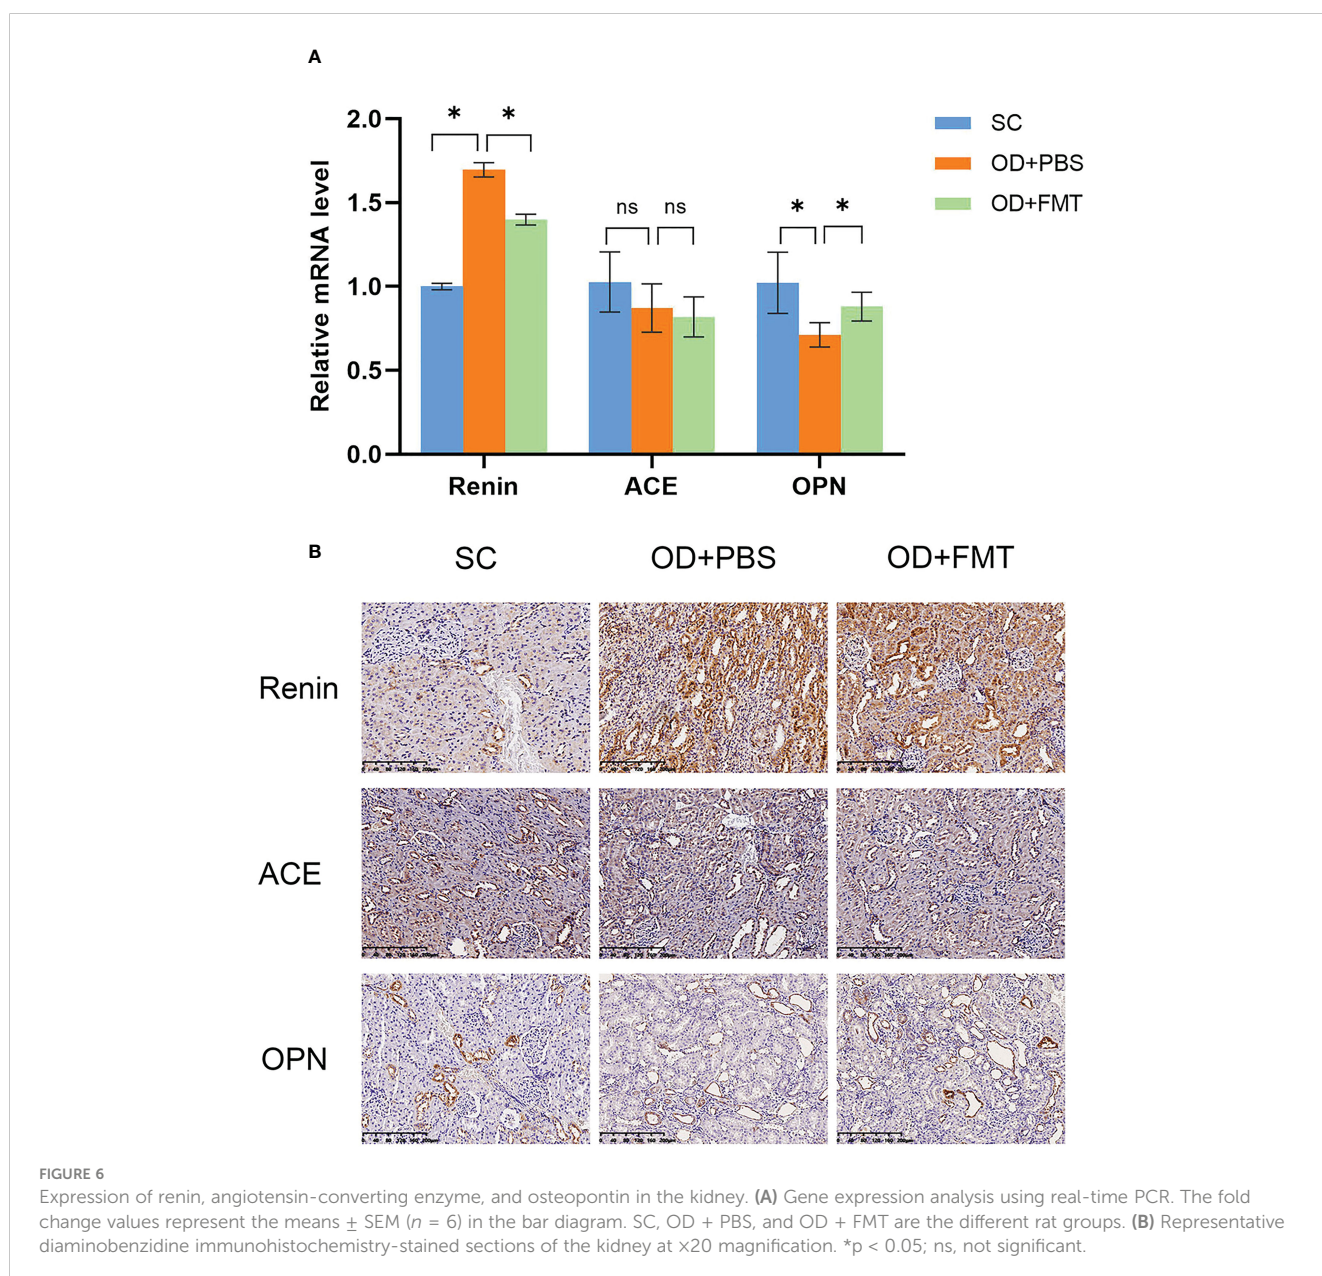 A
2.0
1.5
1.0
0.5
0.0
Relative mRNA level
* *
ns ns
* *
Renin ACE OPN
SC
OD+PBS
OD+FMT
B
SC OD+PBS OD+FMT
Renin
ACE
OPN
FIGURE 6
Expression of renin, angiotensin-converting enzyme, and osteopontin in the kidney. (A) Gene expression analysis using real-time PCR. The fold
change values represent the means ± SEM (n = 6) in the bar diagram. SC, OD + PBS, and OD + FMT are the different rat groups. (B) Representative
diaminobenzidine immunohistochemistry-stained sections of the kidney at ×20 magnification. *p < 0.05; ns, not significant.